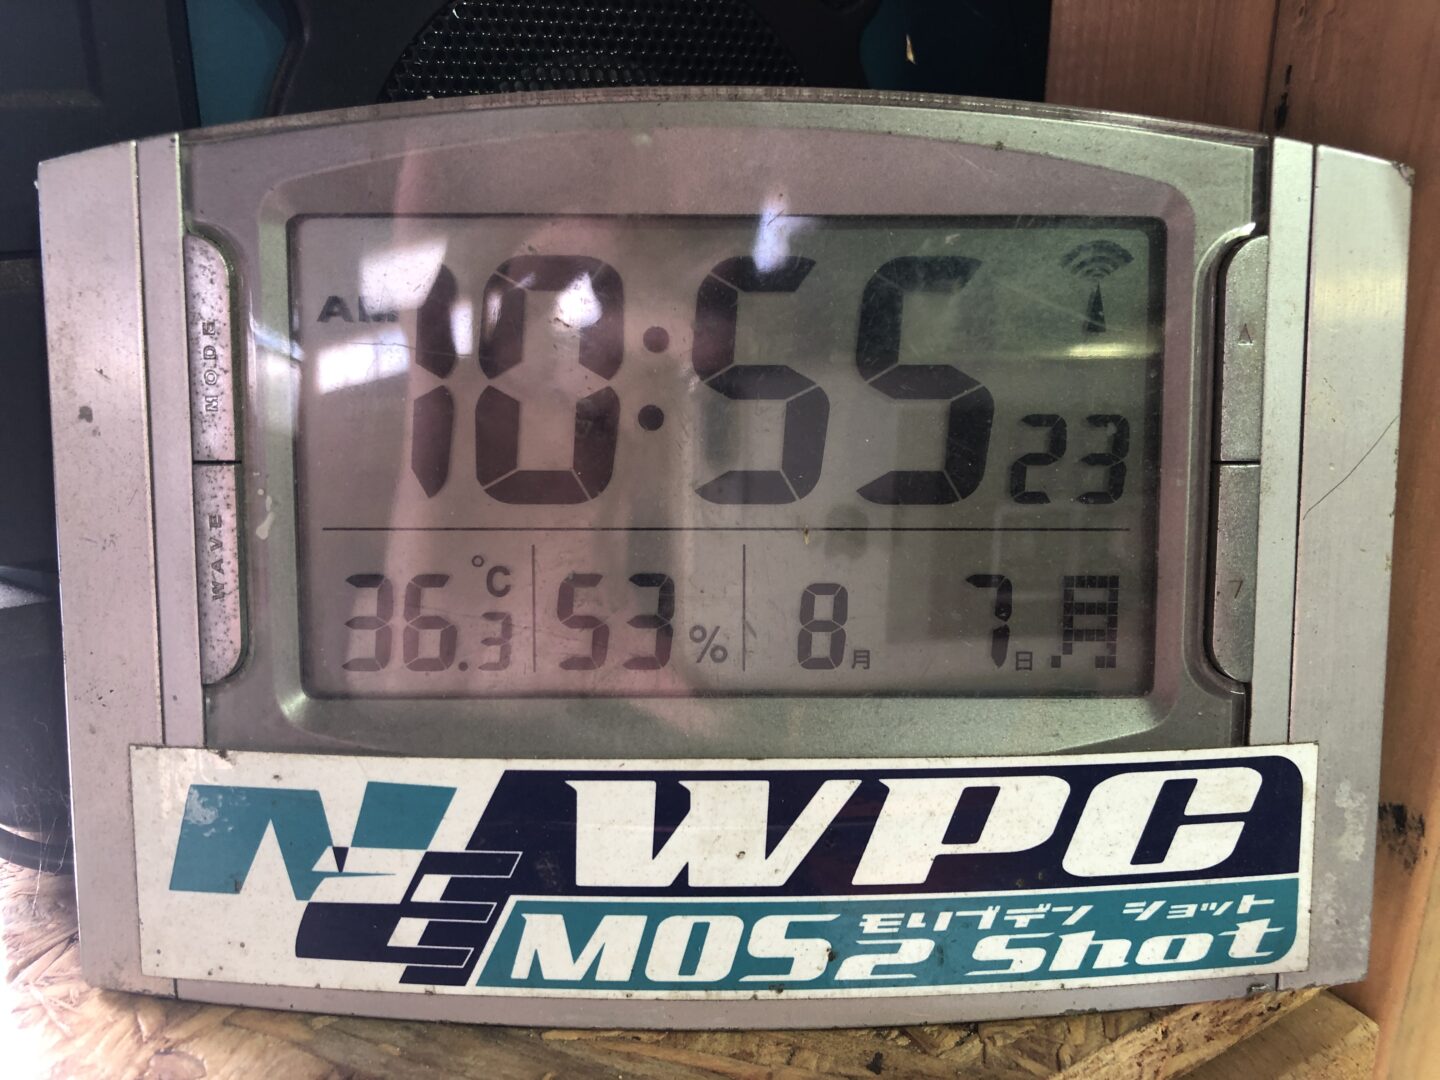 AM 10:55 23
36.3 °C 53 % 8月 7日 月
MODE
WAVE
NE WPC
モリブデン ショット
MOS2 Shot